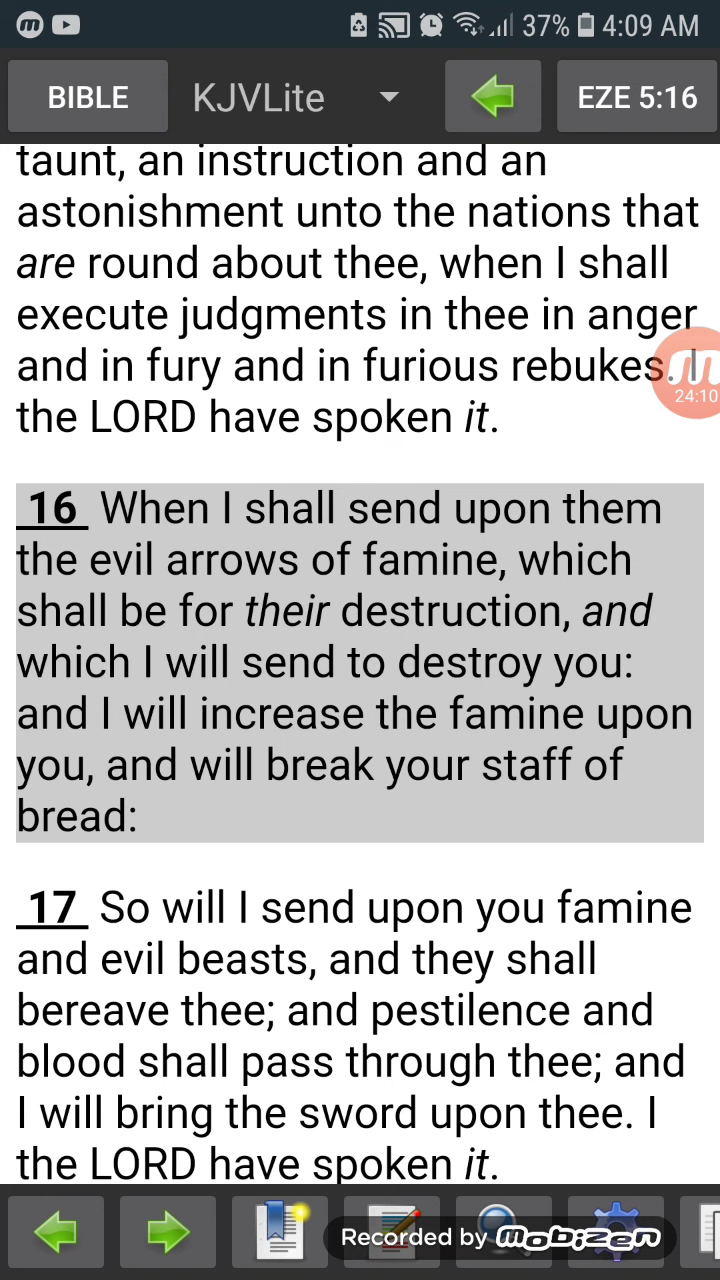 37% 4:09 AM
BIBLE KJVLite EZE 5:16
taunt, an instruction and an
astonishment unto the nations that
are round about thee, when I shall
execute judgments in thee in anger
and in fury and in furious rebukes. I
the LORD have spoken it.
24:10
16 When I shall send upon them
the evil arrows of famine, which
shall be for their destruction, and
which I will send to destroy you:
and I will increase the famine upon
you, and will break your staff of
bread:
17 So will I send upon you famine
and evil beasts, and they shall
bereave thee; and pestilence and
blood shall pass through thee; and
I will bring the sword upon thee. I
the LORD have spoken it.
Recorded by Mobizen